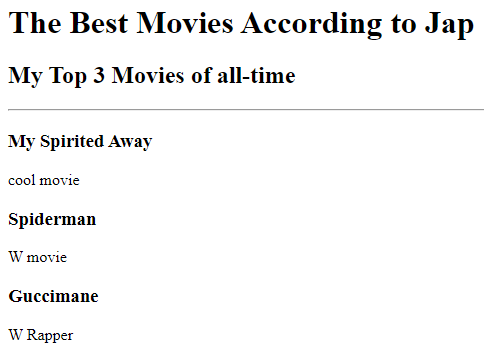 The Best Movies According to Jap
My Top 3 Movies of all-time
My Spirited Away
cool movie
Spiderman
W movie
Guccimane
W Rapper